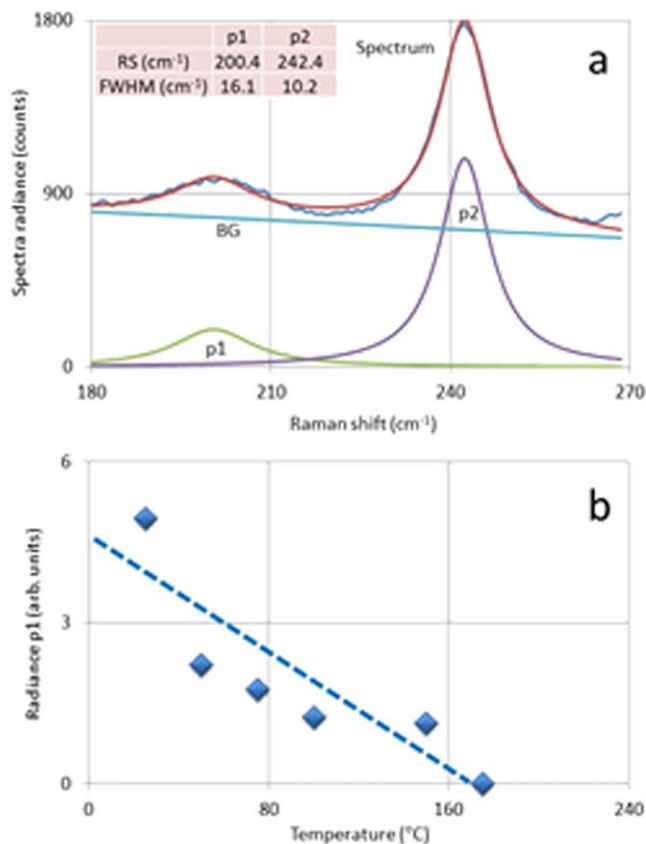 1800
p1 p2
RS (cm⁻¹) 200.4 242.4
FWHM (cm⁻¹) 16.1 10.2
Spectrum
a
Spectra radiance (counts)
900
BG
p2
p1
0
180 210 240 270
Raman shift (cm⁻¹)
6
b
Radiance p1 (arb. units)
3
0
0 80 160 240
Temperature [°C]